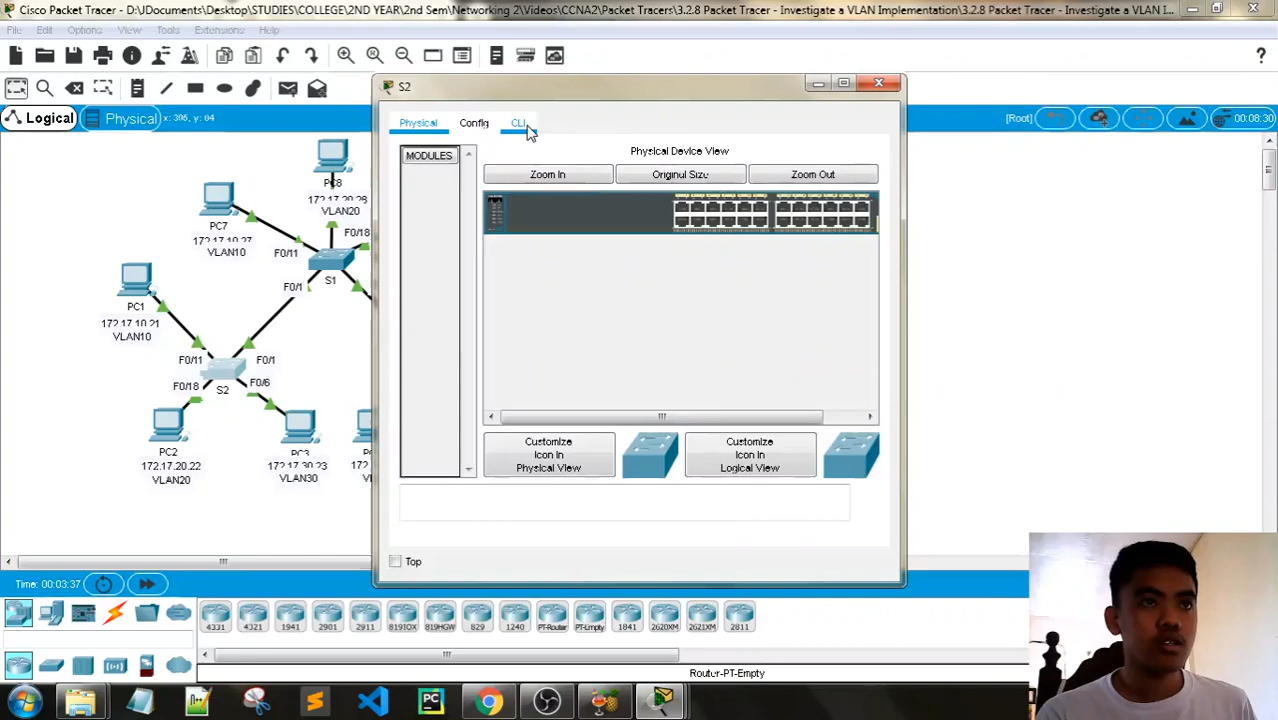 Cisco Packet Tracer - D:\JDocuments\Desktop\STUDIES\COLLEGE\2ND YEAR\2nd Sem\Networking 2\Videos\CCNA2\Packet Tracers\3.2.8 Packet Tracer - Investigate a VLAN Implementation\3.2.8 Packet Tracer - Investigate a VLAN I...
File Edit Options View Tools Extensions Help
?
Logical Physical x: 395, y: 64 [Root] 00:08:30
S2
Physical Config CLI
MODULES
Physical Device View
Zoom In Original Size Zoom Out
Customize
Icon in
Physical View
Customize
Icon in
Logical View
Top
PC8
172.17.20.26
VLAN20
PC7
172.17.10.27
VLAN10
F0/18
F0/11
S1
F0/1
PC1
172.17.10.21
VLAN10
F0/11 F0/1
F0/18 F0/6
S2
PC2
172.17.20.22
VLAN20
PC3
172.17.30.23
VLAN30
Time: 00:03:37
4331 4321 1941 2901 2911 819IOX 819HGW 829 1240 PT-Router PT-Empty 1841 2620XM 2621XM 2811
Router-PT-Empty
PC